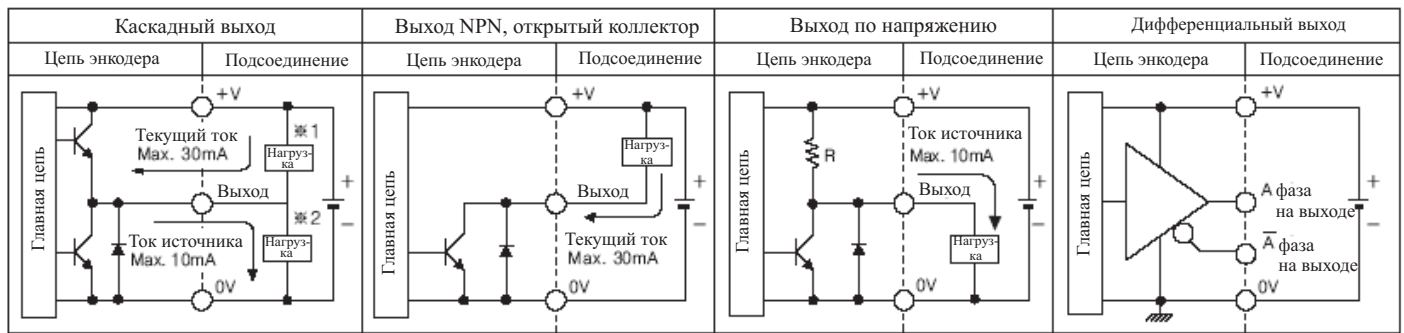 Каскадный выход
Цепь энкодера
Подсоединение
Главная цепь
+V
Текущий ток
Max. 30mA
※1
Нагруз-
ка
Выход
※2
Ток источника
Max. 10mA
Нагруз-
ка
0V
+
−
Выход NPN, открытый коллектор
Цепь энкодера
Подсоединение
Главная цепь
+V
Нагруз-
ка
Выход
Текущий ток
Max. 30mA
0V
+
−
Выход по напряжению
Цепь энкодера
Подсоединение
Главная цепь
+V
R
Ток источника
Max. 10mA
Выход
Нагруз-
ка
0V
+
−
Дифференциальный выход
Цепь энкодера
Подсоединение
Главная цепь
+V
A фаза
на выходе
A̅ фаза
на выходе
0V
+
−